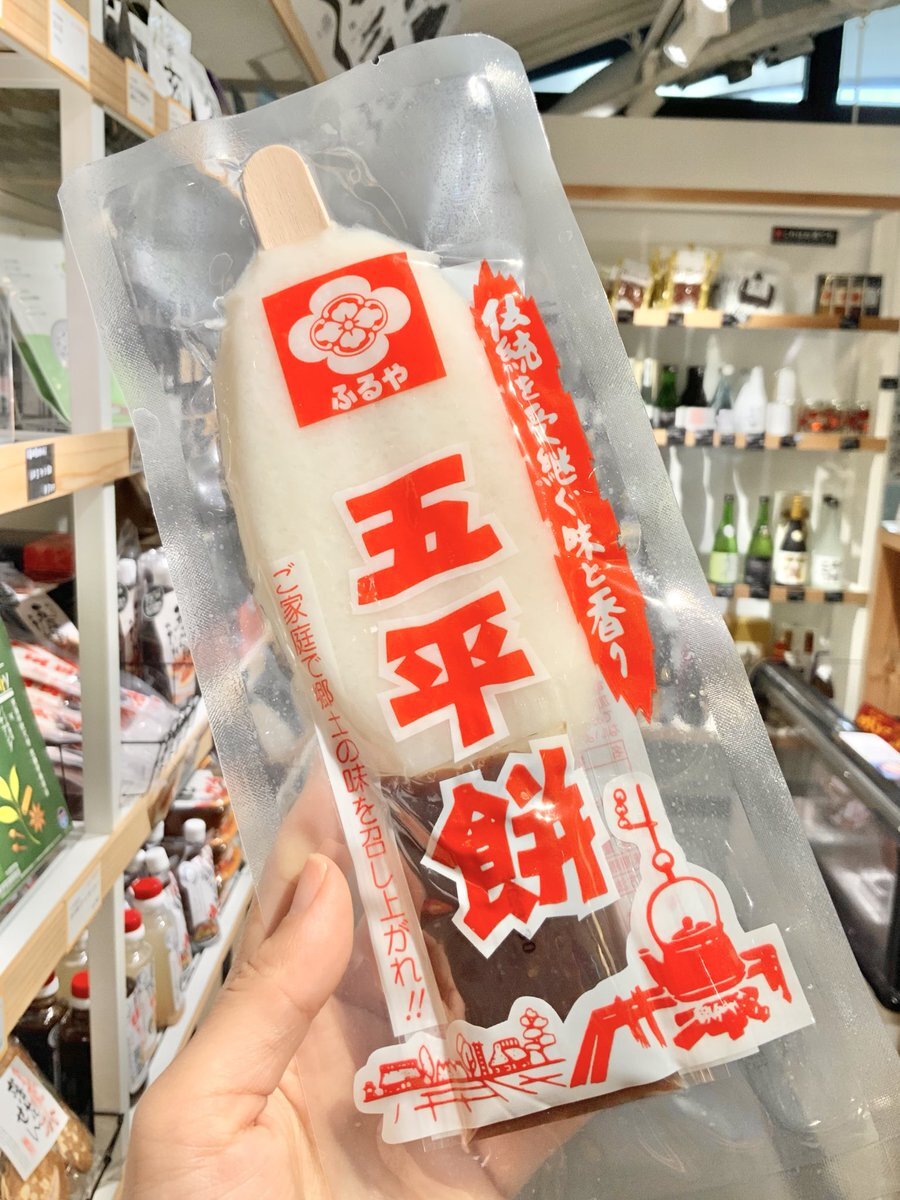 ふるや
伝統を受継ぐ味と香り
五平餅
ご家庭で郷土の味を召し上がれ!!